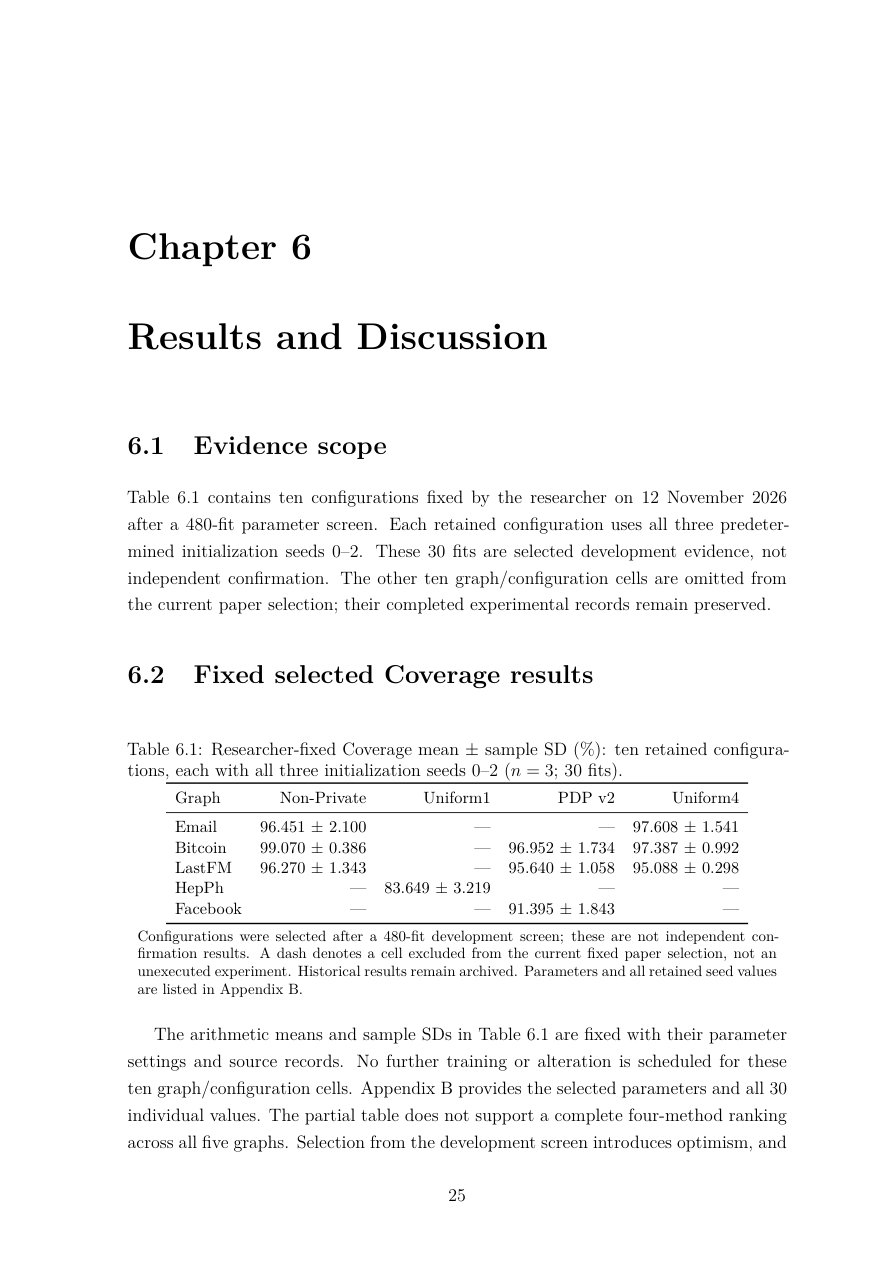 Chapter 6
Results and Discussion
6.1 Evidence scope
Table 6.1 contains ten configurations fixed by the researcher on 12 November 2026
after a 480-fit parameter screen. Each retained configuration uses all three predeter-
mined initialization seeds 0–2. These 30 fits are selected development evidence, not
independent confirmation. The other ten graph/configuration cells are omitted from
the current paper selection; their completed experimental records remain preserved.
6.2 Fixed selected Coverage results
Table 6.1: Researcher-fixed Coverage mean ± sample SD (%): ten retained configura-
tions, each with all three initialization seeds 0–2 (n = 3; 30 fits).
Graph Non-Private Uniform1 PDP v2 Uniform4
Email 96.451 ± 2.100 — — 97.608 ± 1.541
Bitcoin 99.070 ± 0.386 — 96.952 ± 1.734 97.387 ± 0.992
LastFM 96.270 ± 1.343 — 95.640 ± 1.058 95.088 ± 0.298
HepPh — 83.649 ± 3.219 — —
Facebook — — 91.395 ± 1.843 —
Configurations were selected after a 480-fit development screen; these are not independent con-
firmation results. A dash denotes a cell excluded from the current fixed paper selection, not an
unexecuted experiment. Historical results remain archived. Parameters and all retained seed values
are listed in Appendix B.
The arithmetic means and sample SDs in Table 6.1 are fixed with their parameter
settings and source records. No further training or alteration is scheduled for these
ten graph/configuration cells. Appendix B provides the selected parameters and all 30
individual values. The partial table does not support a complete four-method ranking
across all five graphs. Selection from the development screen introduces optimism, and
25